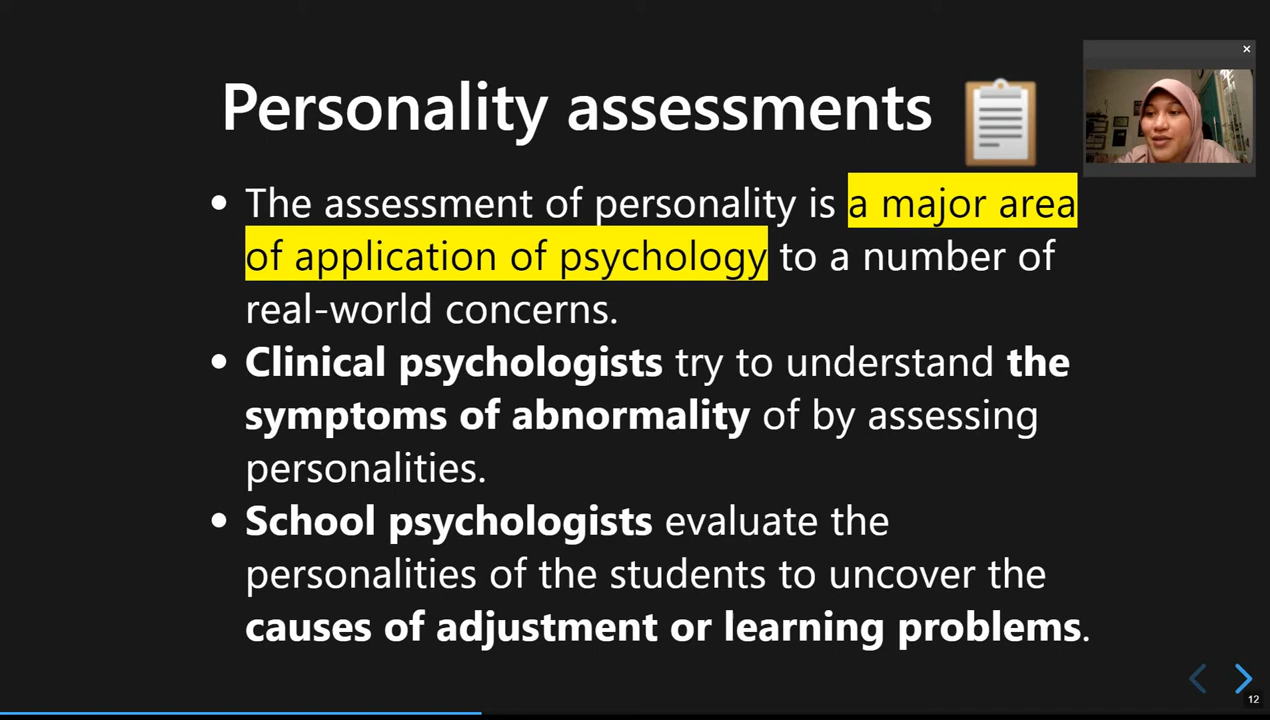 Personality assessments
• The assessment of personality is a major area
of application of psychology to a number of
real-world concerns.
• Clinical psychologists try to understand the
symptoms of abnormality of by assessing
personalities.
• School psychologists evaluate the
personalities of the students to uncover the
causes of adjustment or learning problems.
12